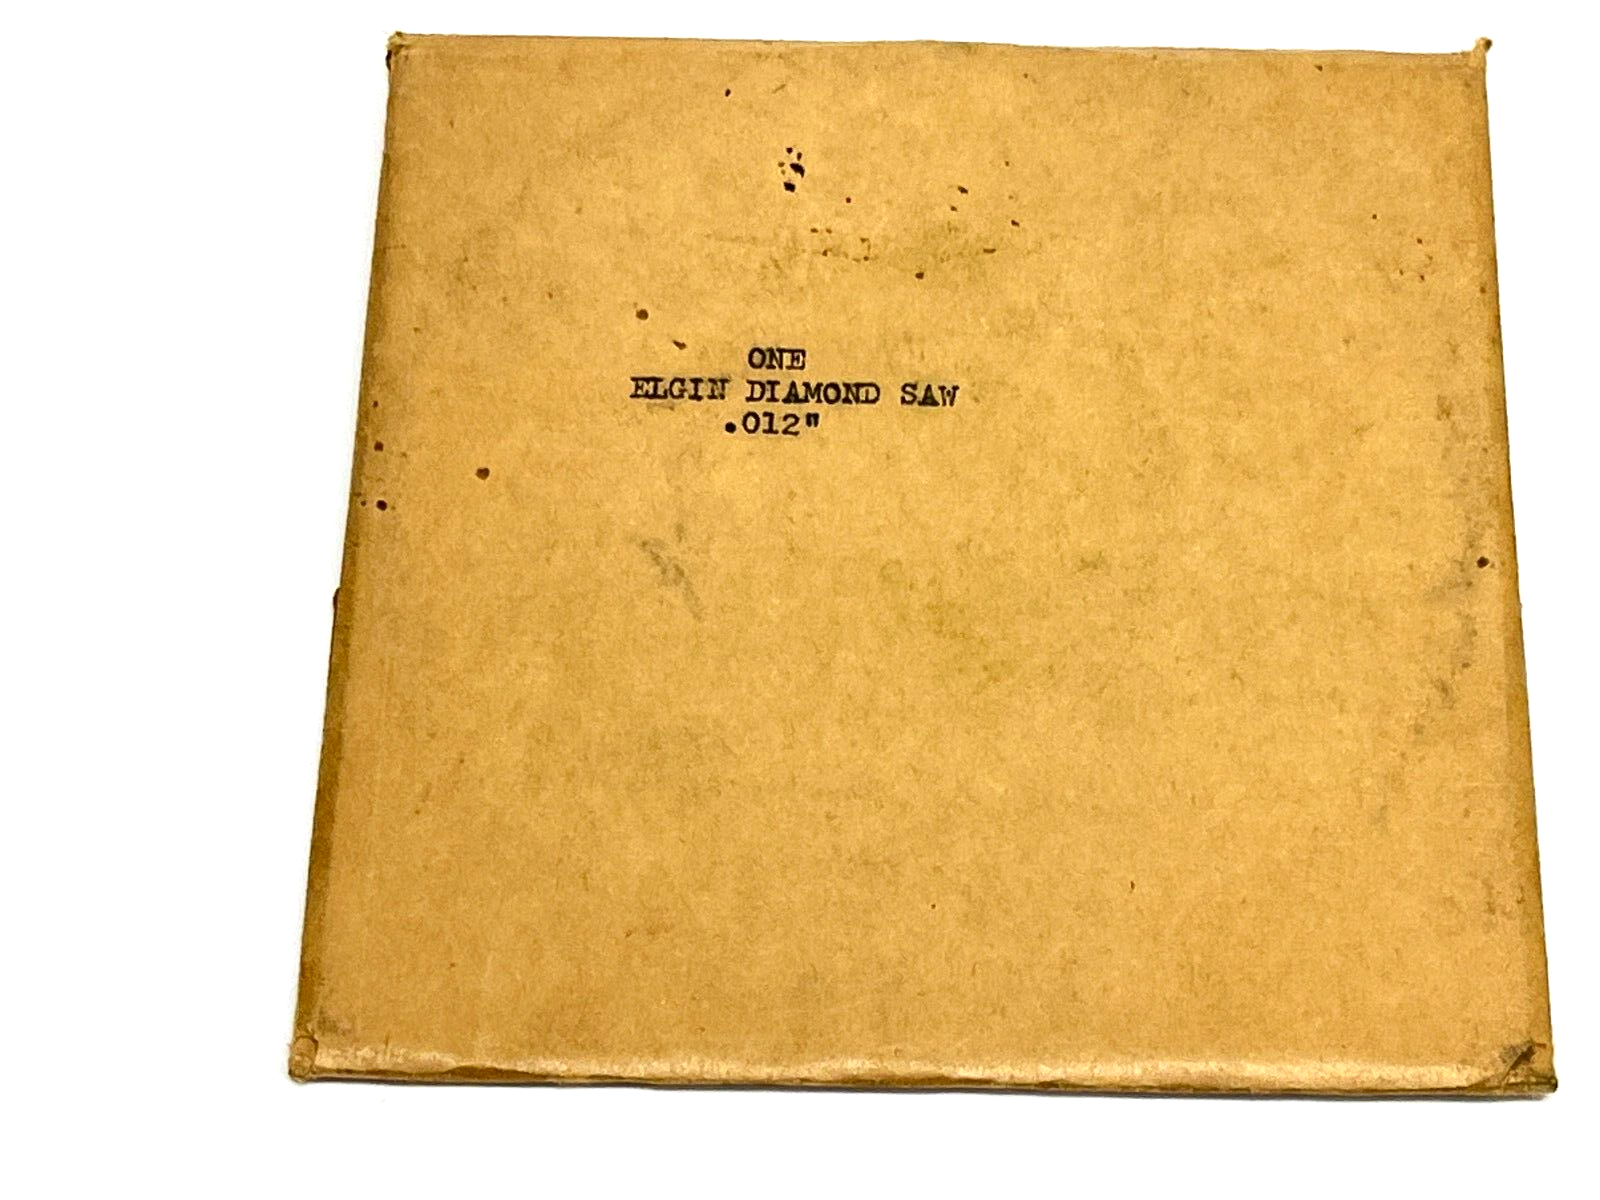 ONE
ELGIN DIAMOND SAW
.012"